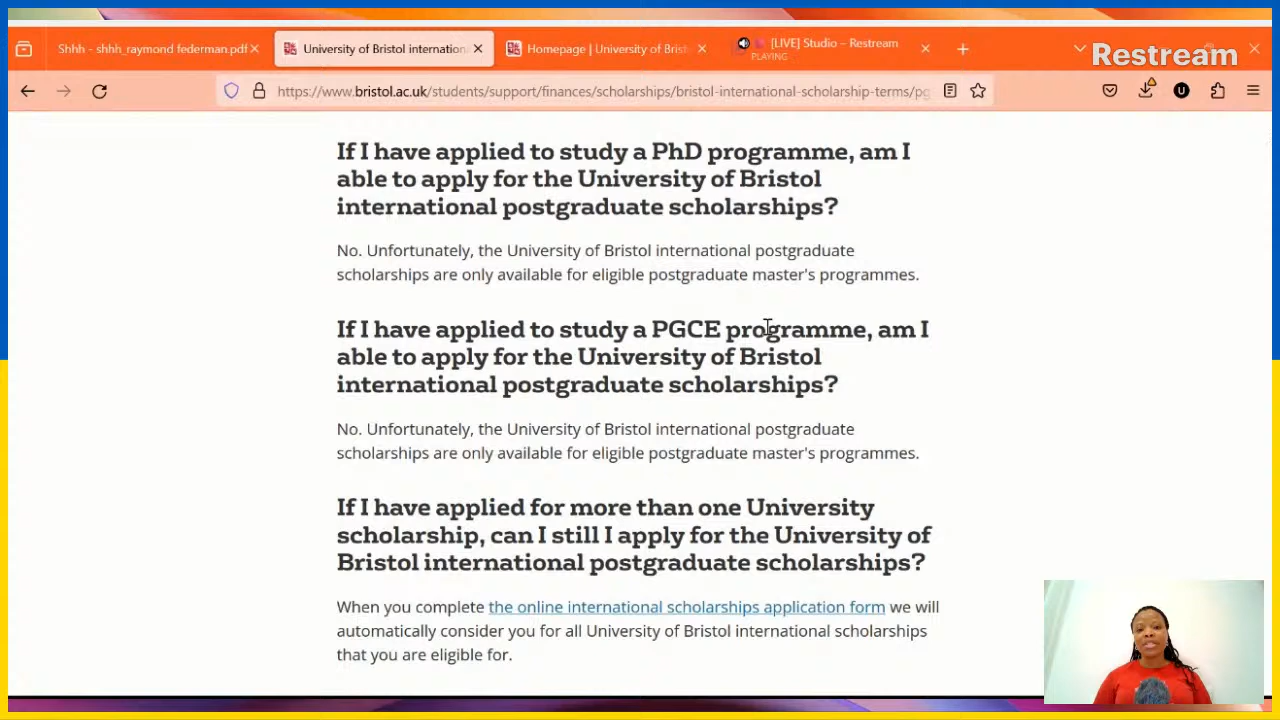 Shhh - shhh_raymond federman.pdf
University of Bristol internation
Homepage | University of Bris
[LIVE] Studio – Restream
PLAYING
Restream
https://www.bristol.ac.uk/students/support/finances/scholarships/bristol-international-scholarship-terms/pg
U
If I have applied to study a PhD programme, am I
able to apply for the University of Bristol
international postgraduate scholarships?
No. Unfortunately, the University of Bristol international postgraduate
scholarships are only available for eligible postgraduate master's programmes.
If I have applied to study a PGCE programme, am I
able to apply for the University of Bristol
international postgraduate scholarships?
No. Unfortunately, the University of Bristol international postgraduate
scholarships are only available for eligible postgraduate master's programmes.
If I have applied for more than one University
scholarship, can I still I apply for the University of
Bristol international postgraduate scholarships?
When you complete the online international scholarships application form we will
automatically consider you for all University of Bristol international scholarships
that you are eligible for.